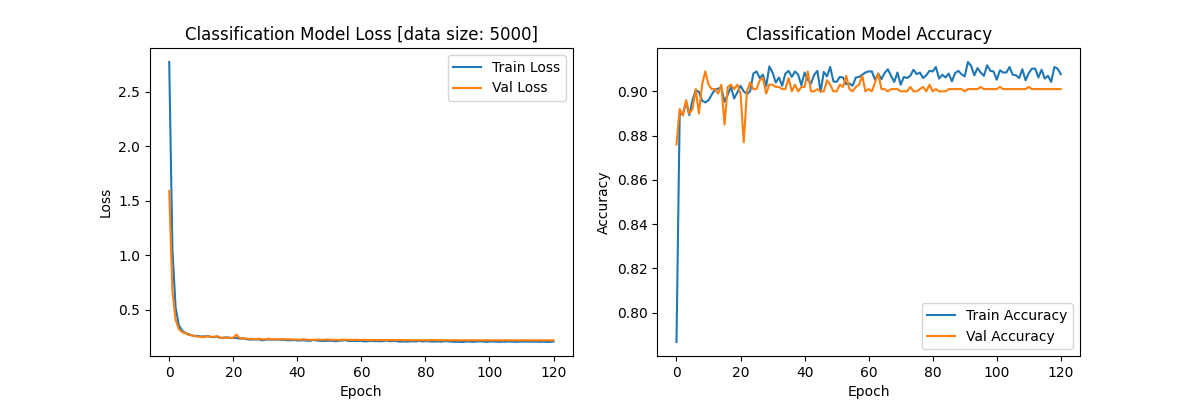 Classification Model Loss [data size: 5000]
Train Loss
Val Loss
2.5
2.0
1.5
1.0
0.5
Loss
0 20 40 60 80 100 120
Epoch
Classification Model Accuracy
0.90
0.88
0.86
0.84
0.82
0.80
Accuracy
Train Accuracy
Val Accuracy
0 20 40 60 80 100 120
Epoch